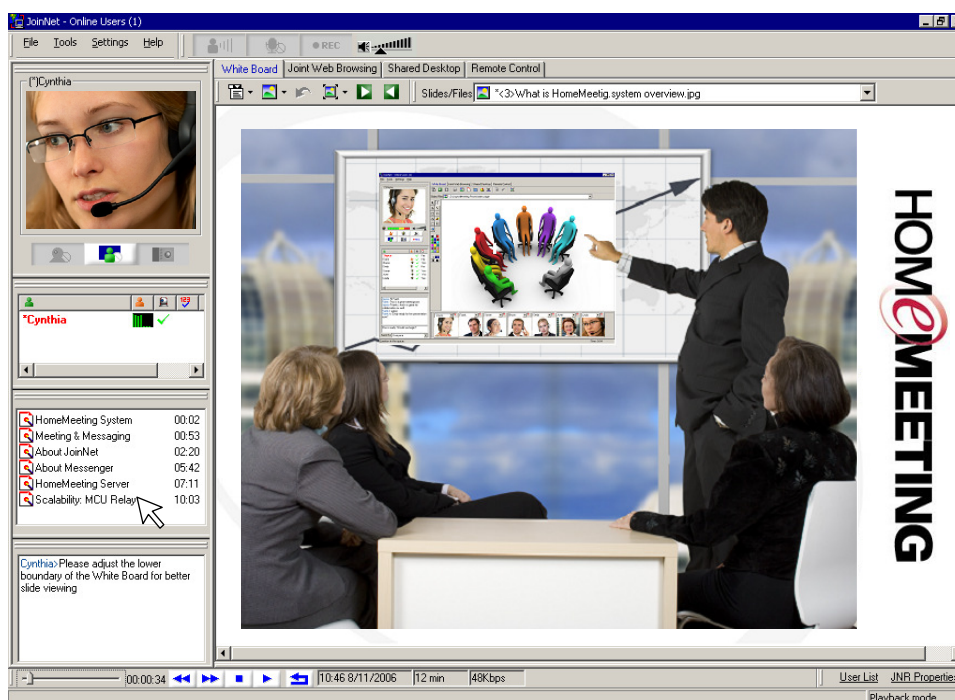 JoinNet - Online Users (1)
File Tools Settings Help
REC
(*)Cynthia
White Board Joint Web Browsing Shared Desktop Remote Control
Slides/Files *<3>What is HomeMeetig.system overview.jpg
123
*Cynthia
HomeMeeting System 00:02
Meeting & Messaging 00:53
About JoinNet 02:20
About Messenger 05:42
HomeMeeting Server 07:11
Scalability: MCU Relay 10:03
Cynthia>Please adjust the lower
boundary of the White Board for better
slide viewing
HOMeMEETING
00:00:34
10:46 8/11/2006 12 min 48Kbps
User List JNR Propertie
Playback mode